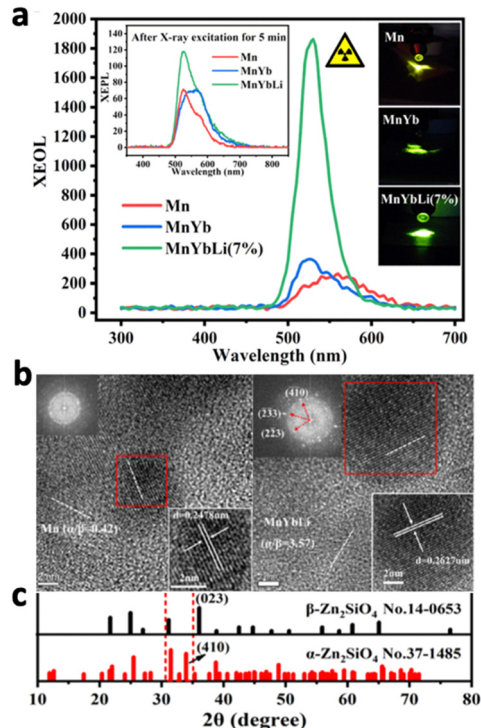 a
After X-ray excitation for 5 min
Mn
MnYb
MnYbLi
XEPL
120
100
80
60
40
20
0
400 500 600 700 800
Wavelength (nm)
XEOL
2000
1800
1600
1400
1200
1000
800
600
400
200
0
Mn
MnYb
MnYbLi(7%)
Mn
MnYb
MnYbLi(7%)
300 400 500 600 700
Wavelength (nm)
b
Mn (α/β=0.42)
d=0.2478nm
2nm
(410)
(233)
(223)
MnYbLi
(α/β=3.57)
d=0.2627nm
2nm
c
(023)
β-Zn₂SiO₄ No.14-0653
(410)
α-Zn₂SiO₄ No.37-1485
10 20 30 40 50 60 70 80
2θ (degree)